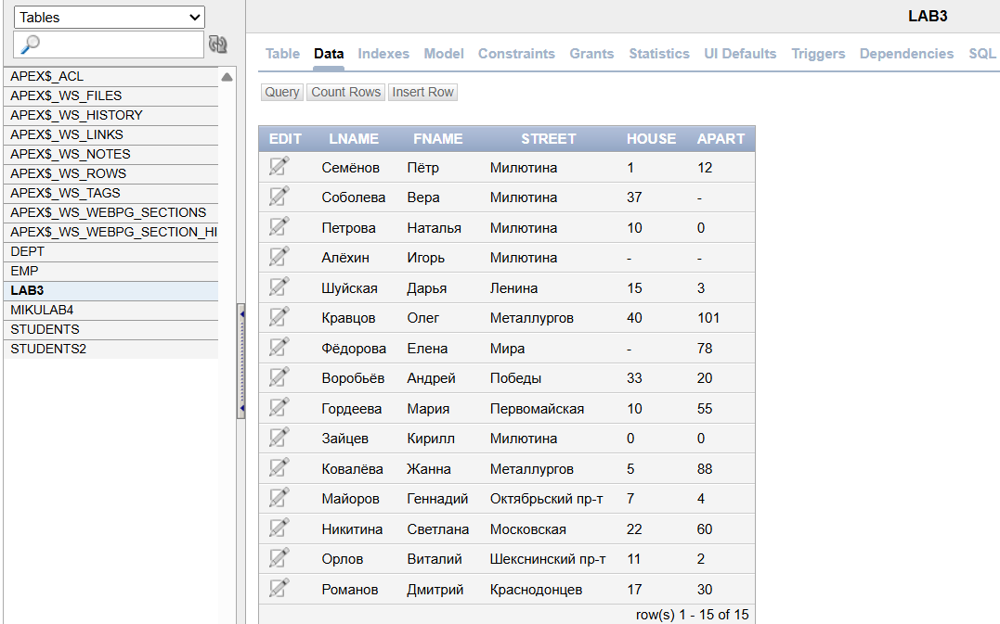 Tables
APEX$_ACL
APEX$_WS_FILES
APEX$_WS_HISTORY
APEX$_WS_LINKS
APEX$_WS_NOTES
APEX$_WS_ROWS
APEX$_WS_TAGS
APEX$_WS_WEBPG_SECTIONS
APEX$_WS_WEBPG_SECTION_HI
DEPT
EMP
LAB3
MIKULAB4
STUDENTS
STUDENTS2
LAB3
Table Data Indexes Model Constraints Grants Statistics UI Defaults Triggers Dependencies SQL
Query Count Rows Insert Row
EDIT LNAME FNAME STREET HOUSE APART
Семёнов Пётр Милютина 1 12
Соболева Вера Милютина 37 -
Петрова Наталья Милютина 10 0
Алёхин Игорь Милютина - -
Шуйская Дарья Ленина 15 3
Кравцов Олег Металлургов 40 101
Фёдорова Елена Мира - 78
Воробьёв Андрей Победы 33 20
Гордеева Мария Первомайская 10 55
Зайцев Кирилл Милютина 0 0
Ковалёва Жанна Металлургов 5 88
Майоров Геннадий Октябрьский пр-т 7 4
Никитина Светлана Московская 22 60
Орлов Виталий Шекснинский пр-т 11 2
Романов Дмитрий Краснодонцев 17 30
row(s) 1 - 15 of 15